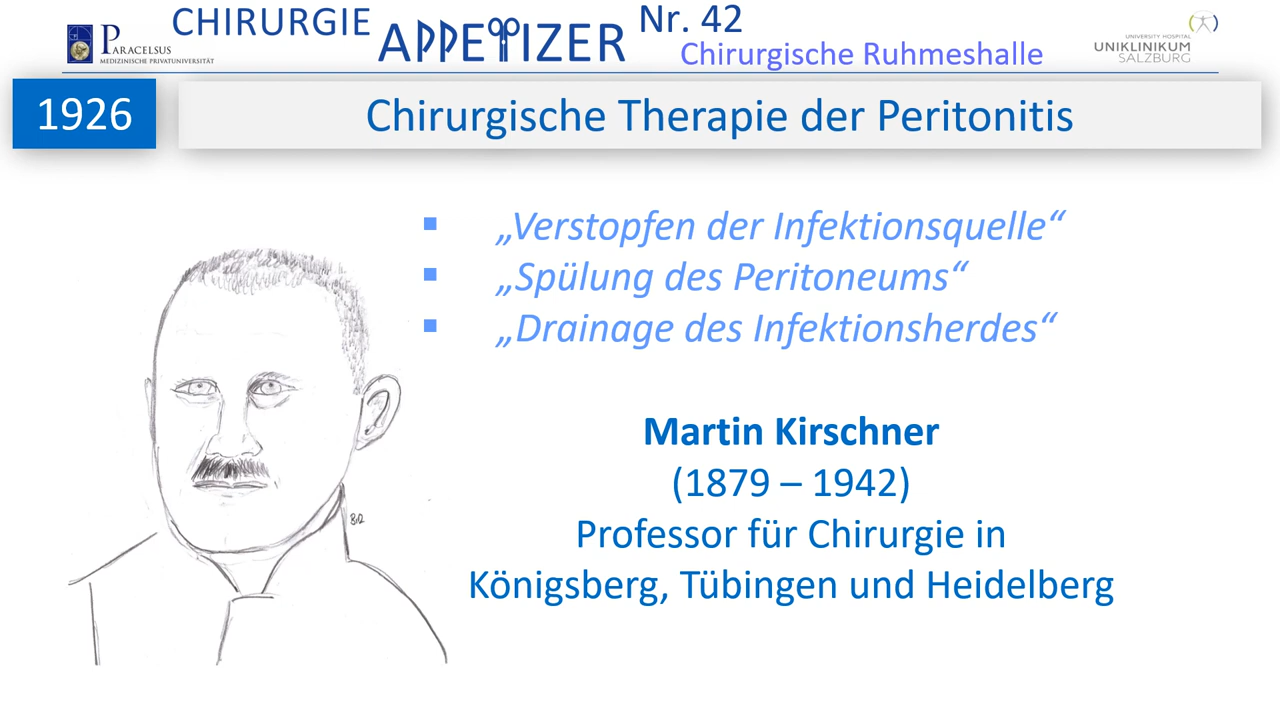 CHIRURGIE APPETIZER Nr. 42
PARACELSUS
MEDIZINISCHE PRIVATUNIVERSITÄT
Chirurgische Ruhmeshalle
UNIVERSITY HOSPITAL
UNIKLINIKUM
SALZBURG
1926
Chirurgische Therapie der Peritonitis
▪ „Verstopfen der Infektionsquelle“
▪ „Spülung des Peritoneums“
▪ „Drainage des Infektionsherdes“
Martin Kirschner
(1879 – 1942)
Professor für Chirurgie in
Königsberg, Tübingen und Heidelberg